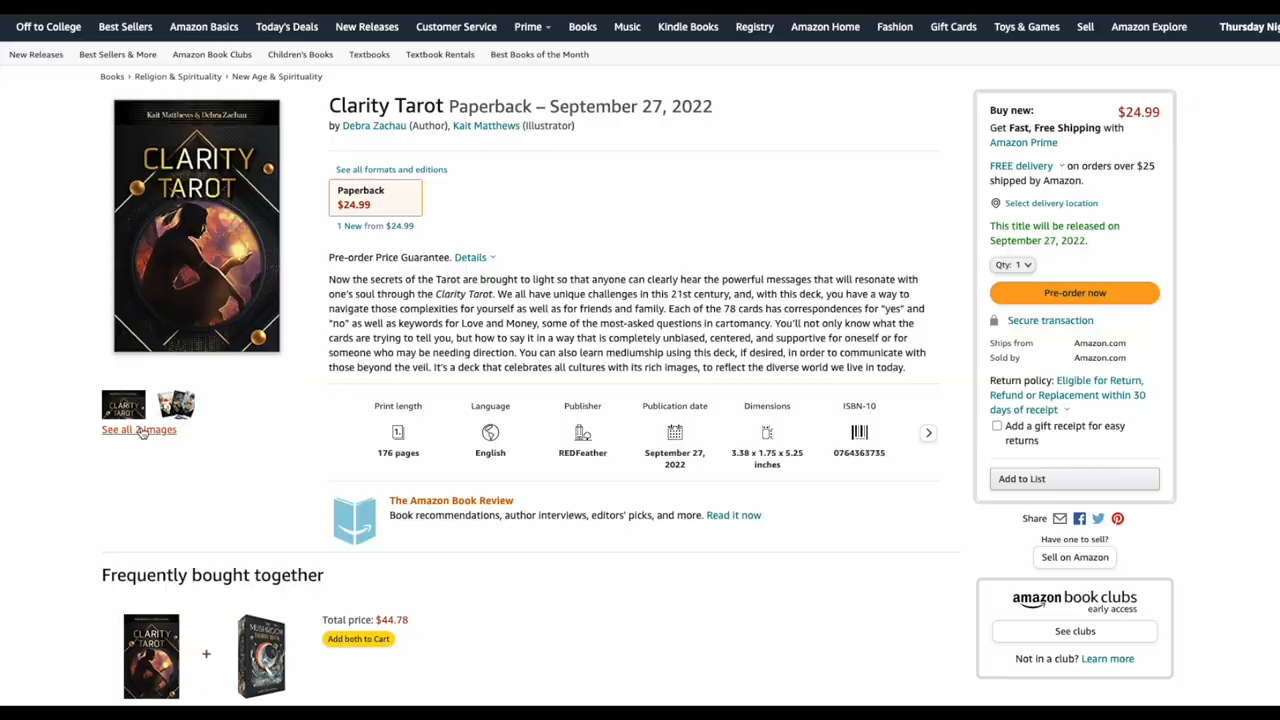 Off to College Best Sellers Amazon Basics Today's Deals New Releases Customer Service Prime Books Music Kindle Books Registry Amazon Home Fashion Gift Cards Toys & Games Sell Amazon Explore Thursday
New Releases Best Sellers & More Amazon Book Clubs Children's Books Textbooks Textbook Rentals Best Books of the Month
Books › Religion & Spirituality › New Age & Spirituality
Kait Matthews & Debra Zachau
CLARITY
TAROT
Clarity Tarot Paperback – September 27, 2022
by Debra Zachau (Author), Kait Matthews (Illustrator)
See all formats and editions
Paperback
$24.99
1 New from $24.99
Pre-order Price Guarantee. Details
Now the secrets of the Tarot are brought to light so that anyone can clearly hear the powerful messages that will resonate with
one's soul through the Clarity Tarot. We all have unique challenges in this 21st century, and, with this deck, you have a way to
navigate those complexities for yourself as well as for friends and family. Each of the 78 cards has correspondences for "yes" and
"no" as well as keywords for Love and Money, some of the most-asked questions in cartomancy. You'll not only know what the
cards are trying to tell you, but how to say it in a way that is completely unbiased, centered, and supportive for oneself or for
someone who may be needing direction. You can also learn mediumship using this deck, if desired, in order to communicate with
those beyond the veil. It's a deck that celebrates all cultures with its rich images, to reflect the diverse world we live in today.
CLARITY
TAROT
See all 2 images
Print length Language Publisher Publication date Dimensions ISBN-10
176 pages English REDFeather September 27, 3.38 x 1.75 x 5.25 0764363735
2022 inches
The Amazon Book Review
Book recommendations, author interviews, editors' picks, and more. Read it now
Buy new: $24.99
Get Fast, Free Shipping with
Amazon Prime
FREE delivery on orders over $25
shipped by Amazon.
Select delivery location
This title will be released on
September 27, 2022.
Qty: 1
Pre-order now
Secure transaction
Ships from Amazon.com
Sold by Amazon.com
Return policy: Eligible for Return,
Refund or Replacement within 30
days of receipt
Add a gift receipt for easy
returns
Add to List
Share
Have one to sell?
Sell on Amazon
amazon book clubs
early access
See clubs
Not in a club? Learn more
Frequently bought together
CLARITY
TAROT
+
MUSHROOM
Total price: $44.78
Add both to Cart